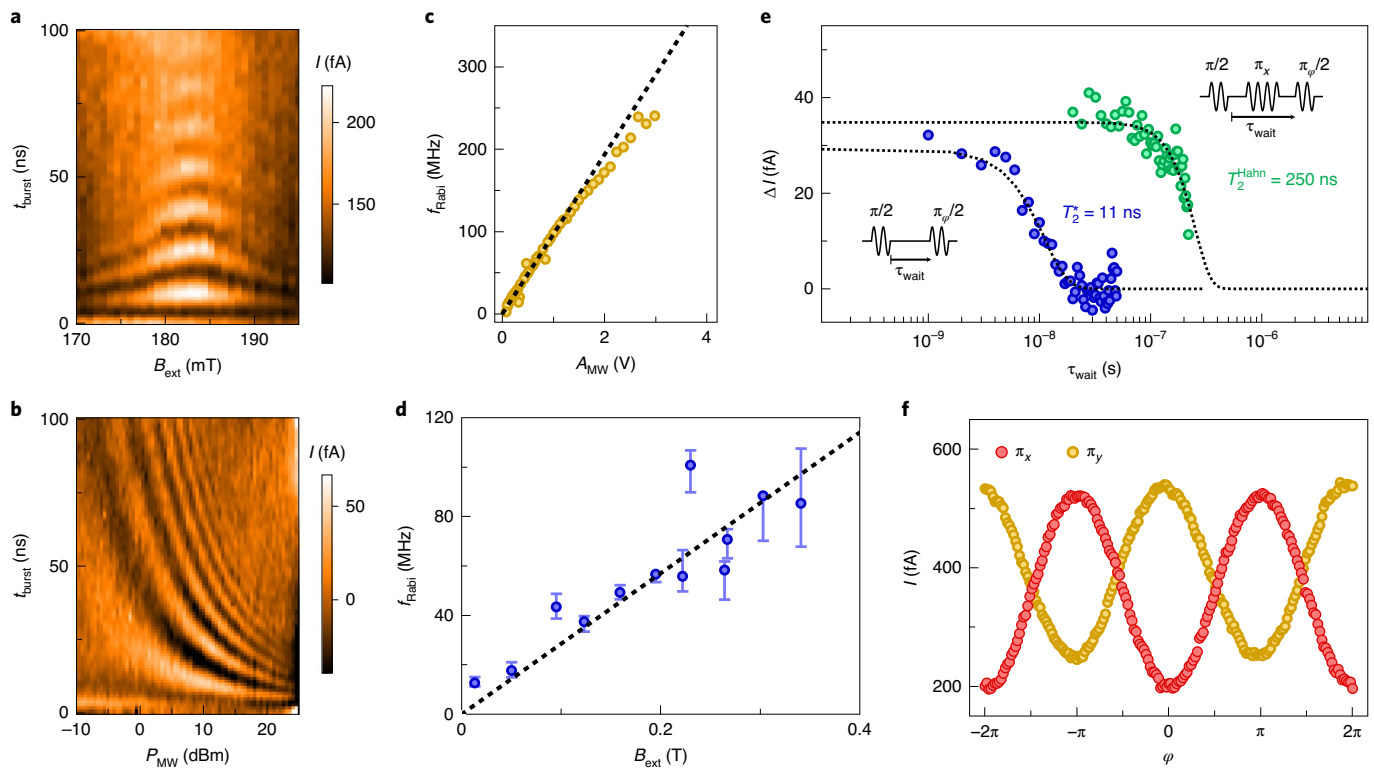 a
I (fA)
200
150
100
50
0
t_burst (ns)
170
180
190
B_ext (mT)
b
I (fA)
50
0
100
50
0
t_burst (ns)
−10
0
10
20
P_MW (dBm)
c
300
200
100
0
f_Rabi (MHz)
0
2
4
A_MW (V)
d
120
80
40
0
f_Rabi (MHz)
0
0.2
0.4
B_ext (T)
e
40
20
0
ΔI (fA)
π/2
π_x
π_φ/2
τ_wait
T_2^Hahn = 250 ns
T_2^* = 11 ns
π/2
π_φ/2
τ_wait
10^−9
10^−8
10^−7
10^−6
τ_wait (s)
f
π_x
π_y
600
400
200
I (fA)
−2π
−π
0
π
2π
φ